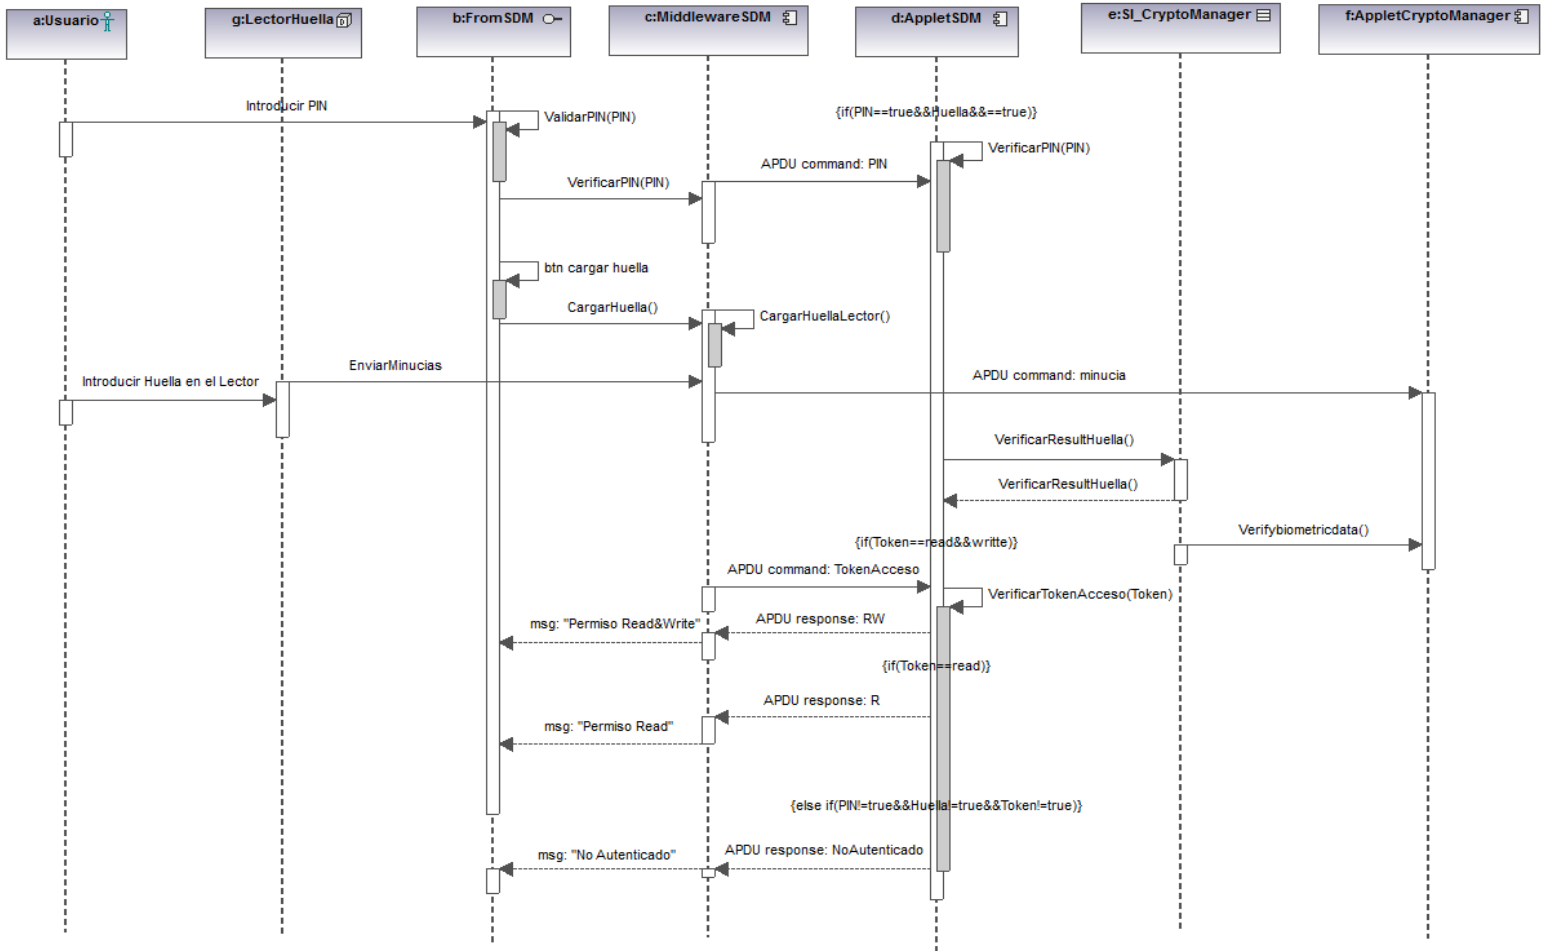 a:Usuario
g:LectorHuella
b:FromSDM
c:MiddlewareSDM
d:AppletSDM
e:SI_CryptoManager
f:AppletCryptoManager
Introducir PIN
ValidarPIN(PIN)
{if(PIN==true&&Huella&&==true)}
VerificarPIN(PIN)
APDU command: PIN
VerificarPIN(PIN)
btn cargar huella
CargarHuella()
CargarHuellaLector()
EnviarMinucias
Introducir Huella en el Lector
APDU command: minucia
VerificarResultHuella()
VerificarResultHuella()
Verifybiometricdata()
{if(Token==read&&writte)}
APDU command: TokenAcceso
VerificarTokenAcceso(Token)
APDU response: RW
msg: "Permiso Read&Write"
{if(Token==read)}
APDU response: R
msg: "Permiso Read"
{else if(PIN!=true&&Huella!=true&&Token!=true)}
APDU response: NoAutenticado
msg: "No Autenticado"